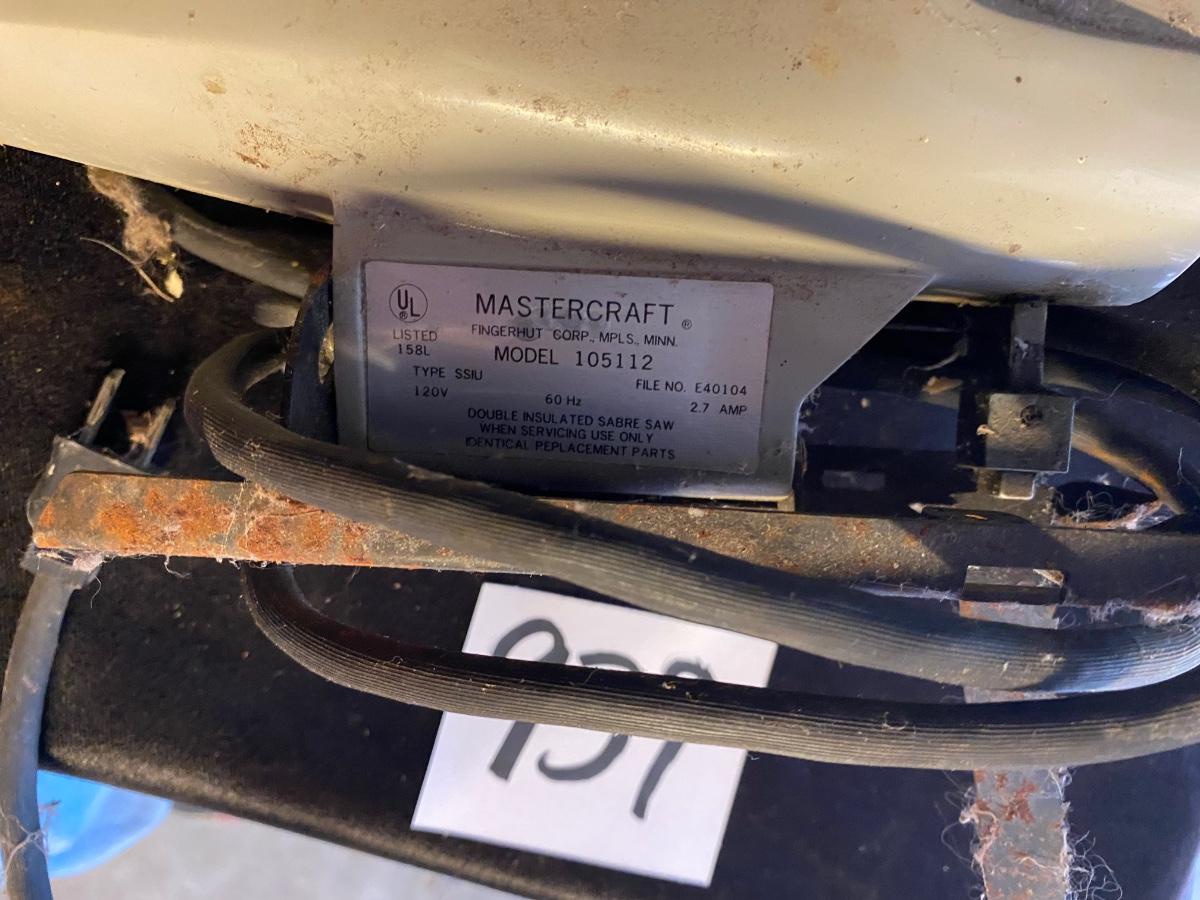 UL
®
MASTERCRAFT ®
LISTED
158L
FINGERHUT CORP., MPLS., MINN.
MODEL 105112
TYPE SSIU
FILE NO. E40104
120V
60 Hz
2.7 AMP
DOUBLE INSULATED SABRE SAW
WHEN SERVICING USE ONLY
IDENTICAL PEPLACEMENT PARTS